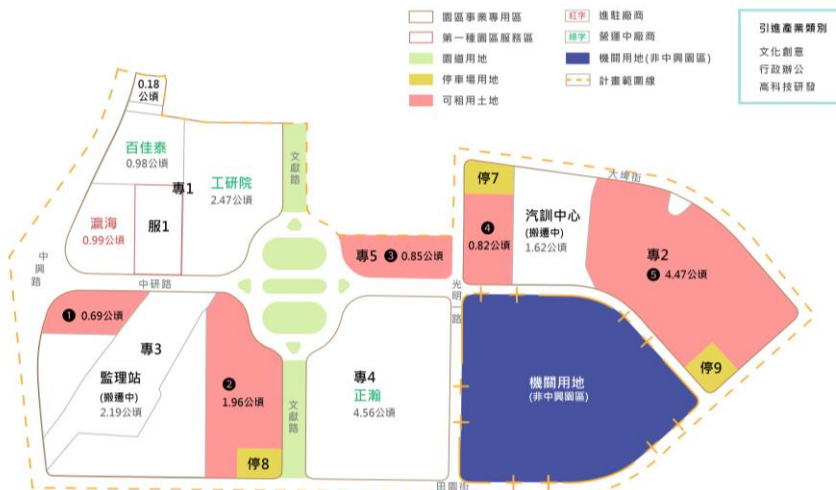 園區事業專用區
第一種園區服務區
園道用地
停車場用地
可租用土地
紅字 進駐廠商
綠字 營運中廠商
機關用地(非中興園區)
計畫範圍線
引進產業類別
文化創意
行政辦公
高科技研發
0.18
公頃
百佳泰
0.98公頃
專1
工研院
2.47公頃
瀛海
0.99公頃
服1
文獻路
中興路
中研路
專5 ❸ 0.85公頃
停7
❹
0.82公頃
汽訓中心
(搬遷中)
1.62公頃
大埤街
專2
❺ 4.47公頃
停9
光明一路
❶ 0.69公頃
專3
監理站
(搬遷中)
2.19公頃
❷
1.96公頃
停8
文獻路
專4
正瀚
4.56公頃
機關用地
(非中興園區)
田園街